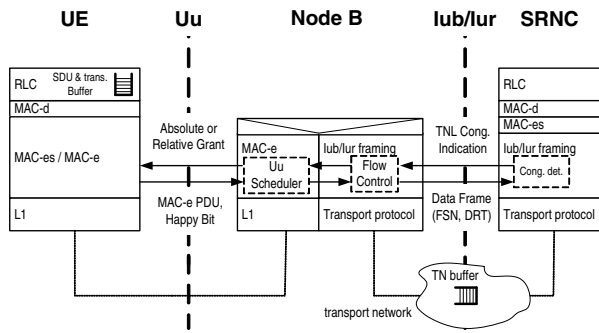 UE
Uu
Node B
Iub/Iur
SRNC
RLC
SDU & trans.
Buffer
MAC-d
MAC-es / MAC-e
L1
Absolute or
Relative Grant
MAC-e PDU,
Happy Bit
MAC-e
Uu
Scheduler
L1
Iub/Iur framing
Flow
Control
Transport protocol
TNL Cong.
Indication
Data Frame
(FSN, DRT)
RLC
MAC-d
MAC-es
Iub/Iur framing
Cong. det.
Transport protocol
TN buffer
transport network